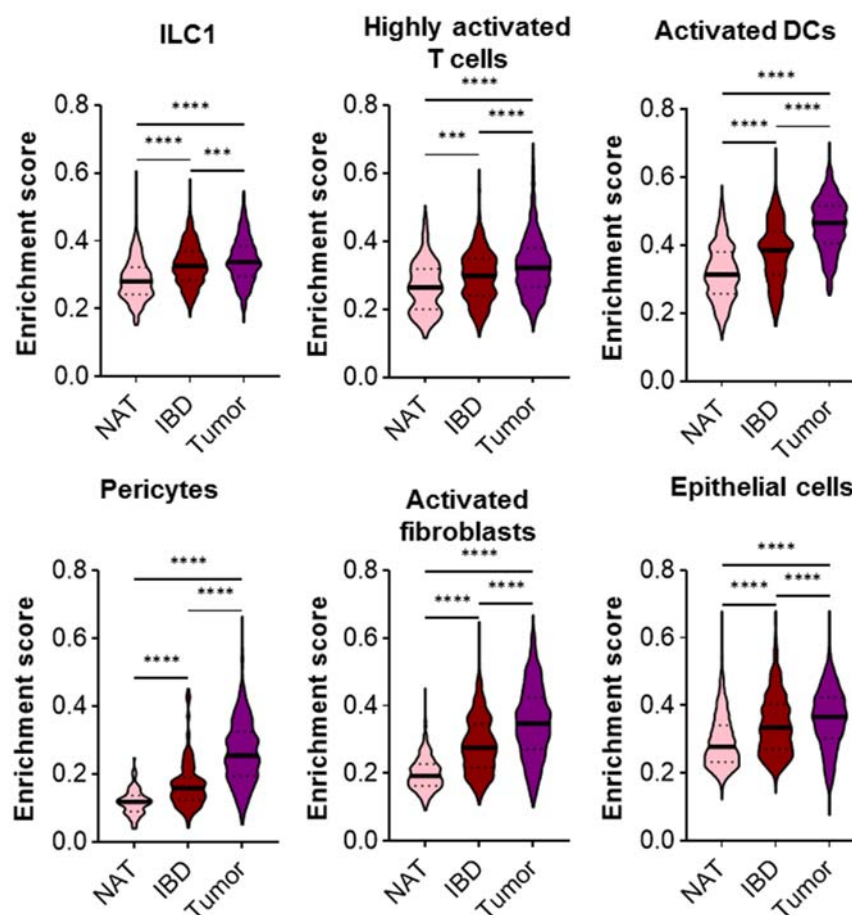 ILC1
Enrichment score
0.8
0.6
0.4
0.2
0.0
****
****
***
NAT
IBD
Tumor
Highly activated
T cells
Enrichment score
0.8
0.6
0.4
0.2
0.0
****
***
****
NAT
IBD
Tumor
Activated DCs
Enrichment score
0.8
0.6
0.4
0.2
0.0
****
****
****
NAT
IBD
Tumor
Pericytes
Enrichment score
0.8
0.6
0.4
0.2
0.0
****
****
****
NAT
IBD
Tumor
Activated
fibroblasts
Enrichment score
0.8
0.6
0.4
0.2
0.0
****
****
****
NAT
IBD
Tumor
Epithelial cells
Enrichment score
0.8
0.6
0.4
0.2
0.0
****
****
****
NAT
IBD
Tumor